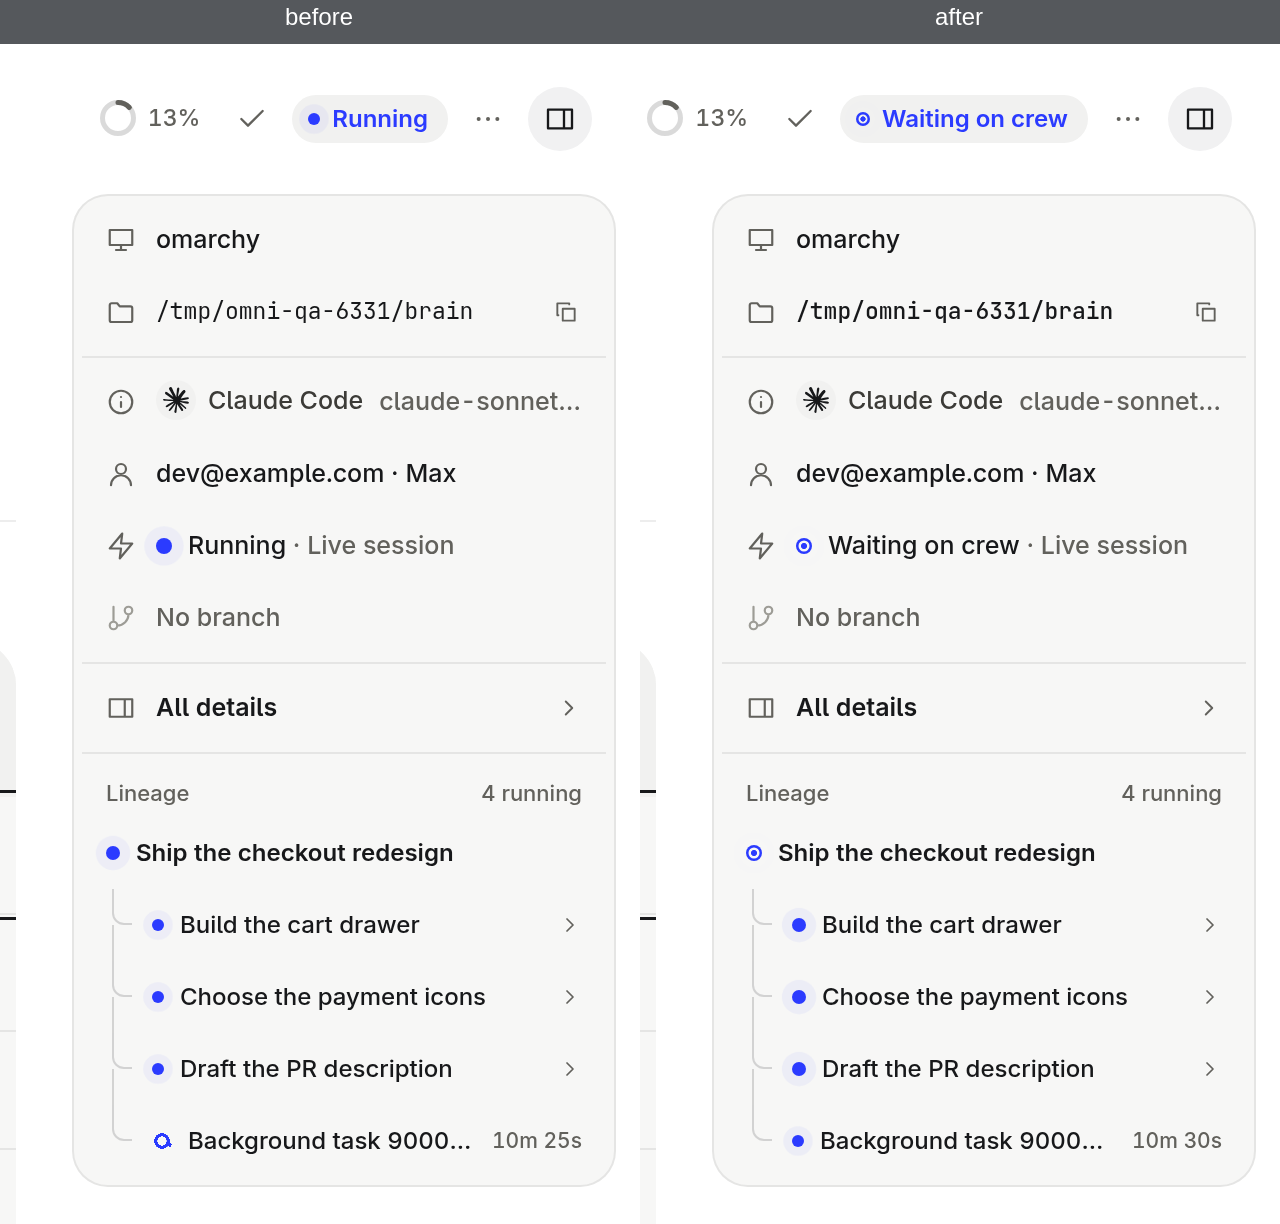 before
after
13%
Running
13%
Waiting on crew
omarchy
/tmp/omni-qa-6331/brain
Claude Code claude-sonnet...
dev@example.com · Max
Running · Live session
No branch
All details
Lineage 4 running
Ship the checkout redesign
Build the cart drawer
Choose the payment icons
Draft the PR description
Background task 9000... 10m 25s
omarchy
/tmp/omni-qa-6331/brain
Claude Code claude-sonnet...
dev@example.com · Max
Waiting on crew · Live session
No branch
All details
Lineage 4 running
Ship the checkout redesign
Build the cart drawer
Choose the payment icons
Draft the PR description
Background task 9000... 10m 30s